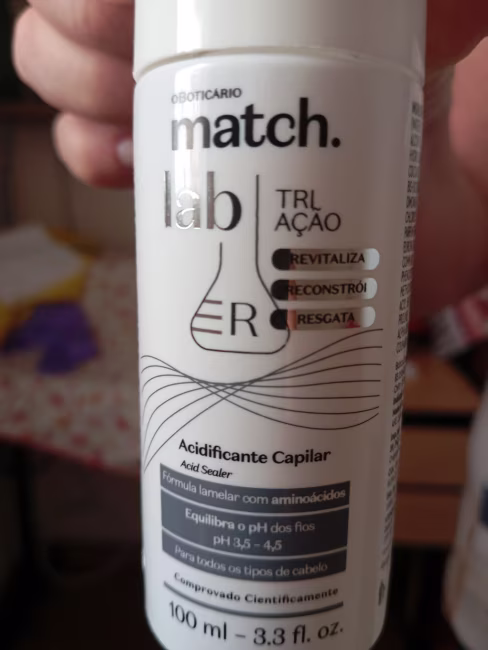 oBOTICÁRIO
match.
lab
TRI.
AÇÃO
REVITALIZA
RECONSTRÓI
RESGATA
ER
Acidificante Capilar
Acid Sealer
Fórmula lamelar com aminoácidos
Equilibra o pH dos fios
pH 3,5 – 4,5
Para todos os tipos de cabelo
Comprovado Cientificamente
100 ml – 3.3 fl. oz.